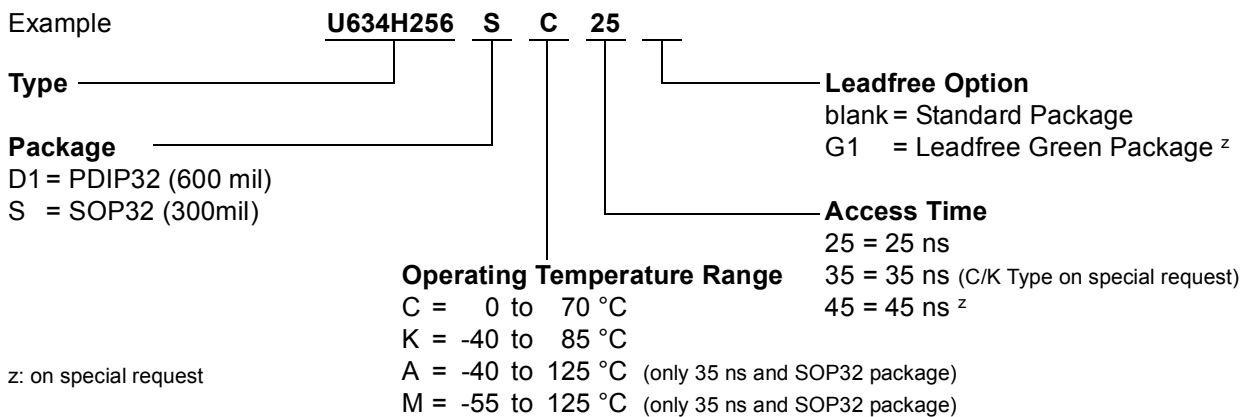 Example U634H256 S C 25
Type
Leadfree Option
blank = Standard Package
G1 = Leadfree Green Package z
Package
D1 = PDIP32 (600 mil)
S = SOP32 (300mil)
Access Time
25 = 25 ns
35 = 35 ns (C/K Type on special request)
45 = 45 ns z
Operating Temperature Range
C = 0 to 70 °C
K = -40 to 85 °C
A = -40 to 125 °C (only 35 ns and SOP32 package)
M = -55 to 125 °C (only 35 ns and SOP32 package)
z: on special request